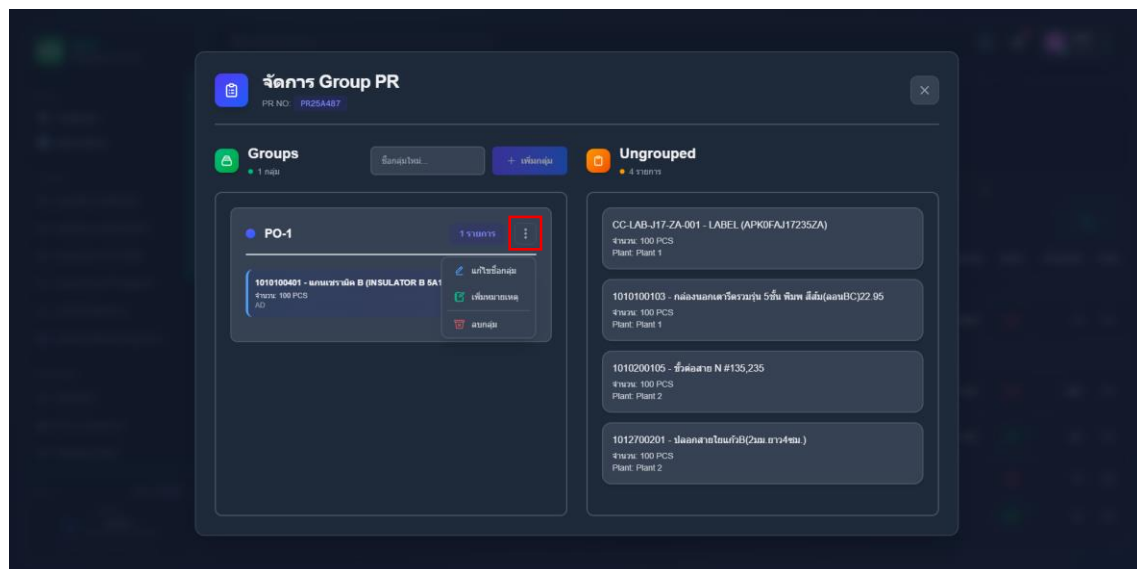 จัดการ Group PR
PR NO: PR25A487
Groups
1 กลุ่ม
ชื่อกลุ่มใหม่...
+ เพิ่มกลุ่ม
PO-1
1 รายการ
1010100401 - แกนเซรามิค B (INSULATOR B 5A1
จำนวน: 100 PCS
AD
แก้ไขชื่อกลุ่ม
เพิ่มหมายเหตุ
ลบกลุ่ม
Ungrouped
4 รายการ
CC-LAB-J17-ZA-001 - LABEL (APK0FAJ17235ZA)
จำนวน: 100 PCS
Plant: Plant 1
1010100103 - กล่องนอกเตารีดรวมรุ่น 5ชั้น พิมพ์ สีส้ม(ลอนBC)22.95
จำนวน: 100 PCS
Plant: Plant 1
1010200105 - ขั้วต่อสาย N #135,235
จำนวน: 100 PCS
Plant: Plant 2
1012700201 - ปลอกสายใยแก้วB(2มม.ยาว4ซม.)
จำนวน: 100 PCS
Plant: Plant 2